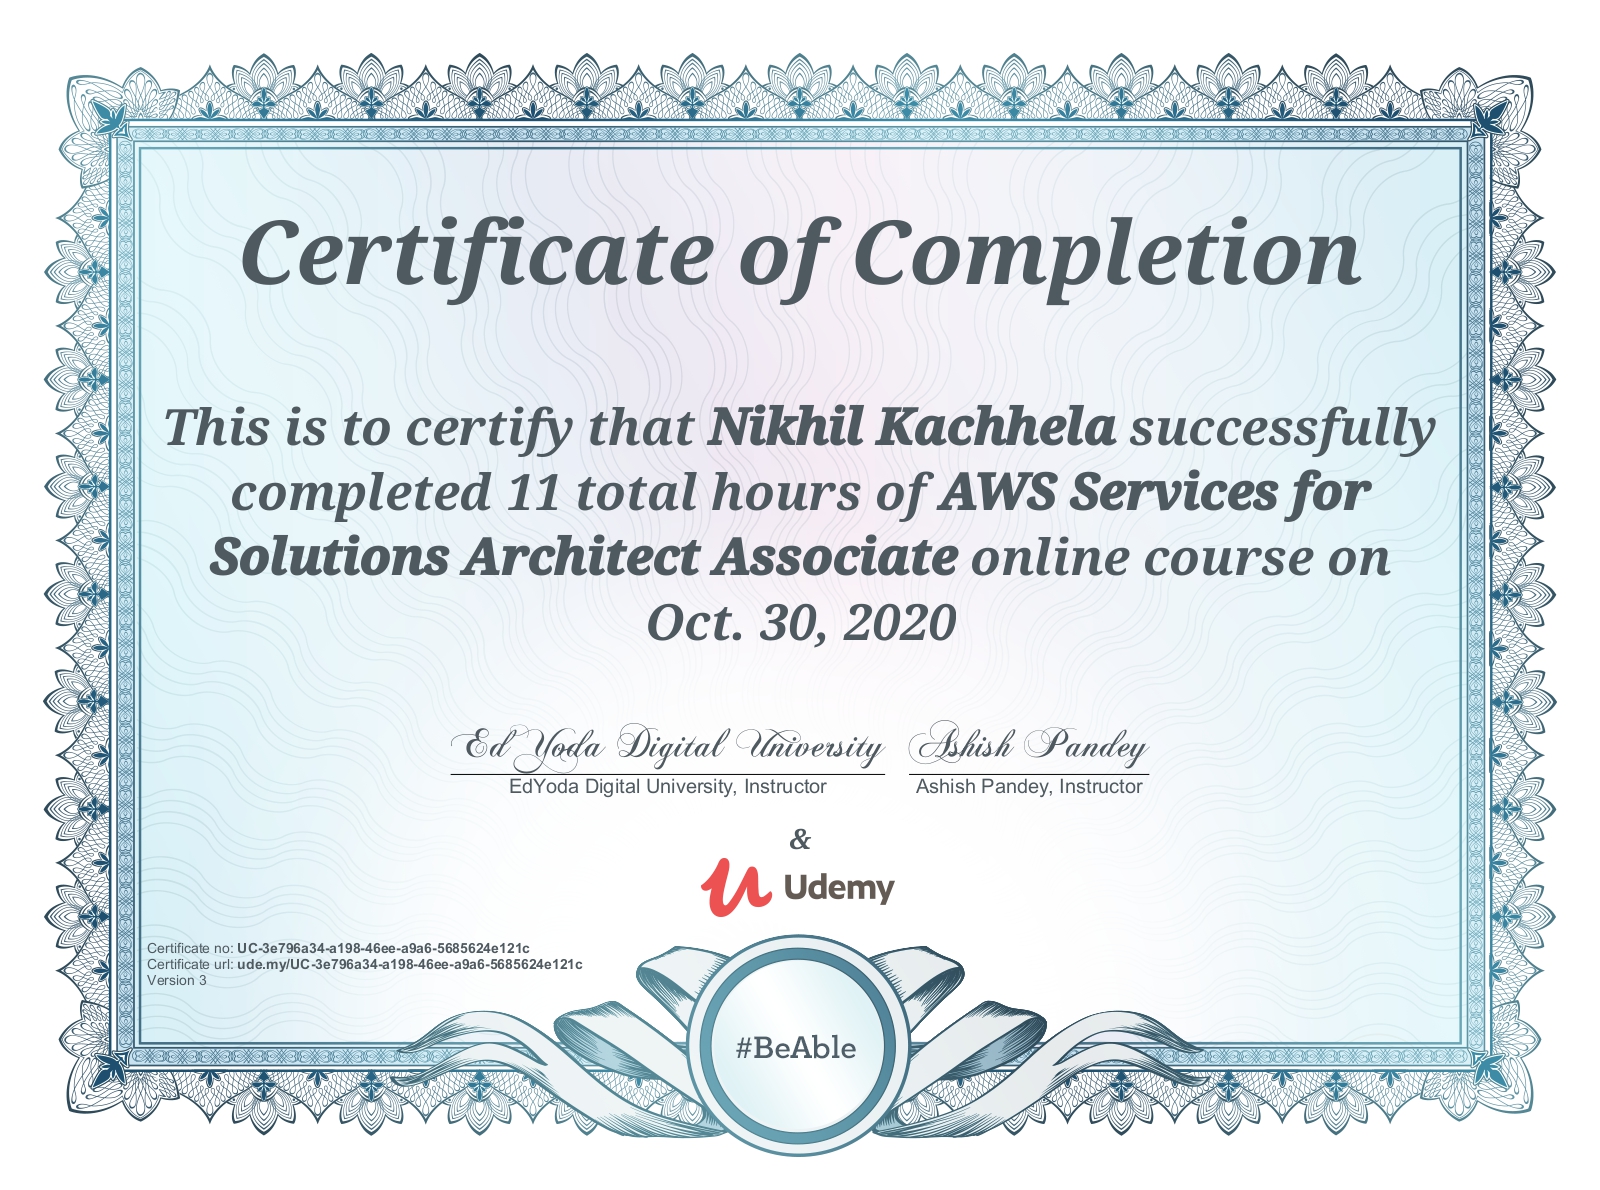 Certificate of Completion
This is to certify that Nikhil Kachhela successfully
completed 11 total hours of AWS Services for
Solutions Architect Associate online course on
Oct. 30, 2020
Ed Yoda Digital University Ashish Pandey
EdYoda Digital University, Instructor Ashish Pandey, Instructor
&
Udemy
Certificate no: UC-3e796a34-a198-46ee-a9a6-5685624e121c
Certificate url: ude.my/UC-3e796a34-a198-46ee-a9a6-5685624e121c
Version 3
#BeAble